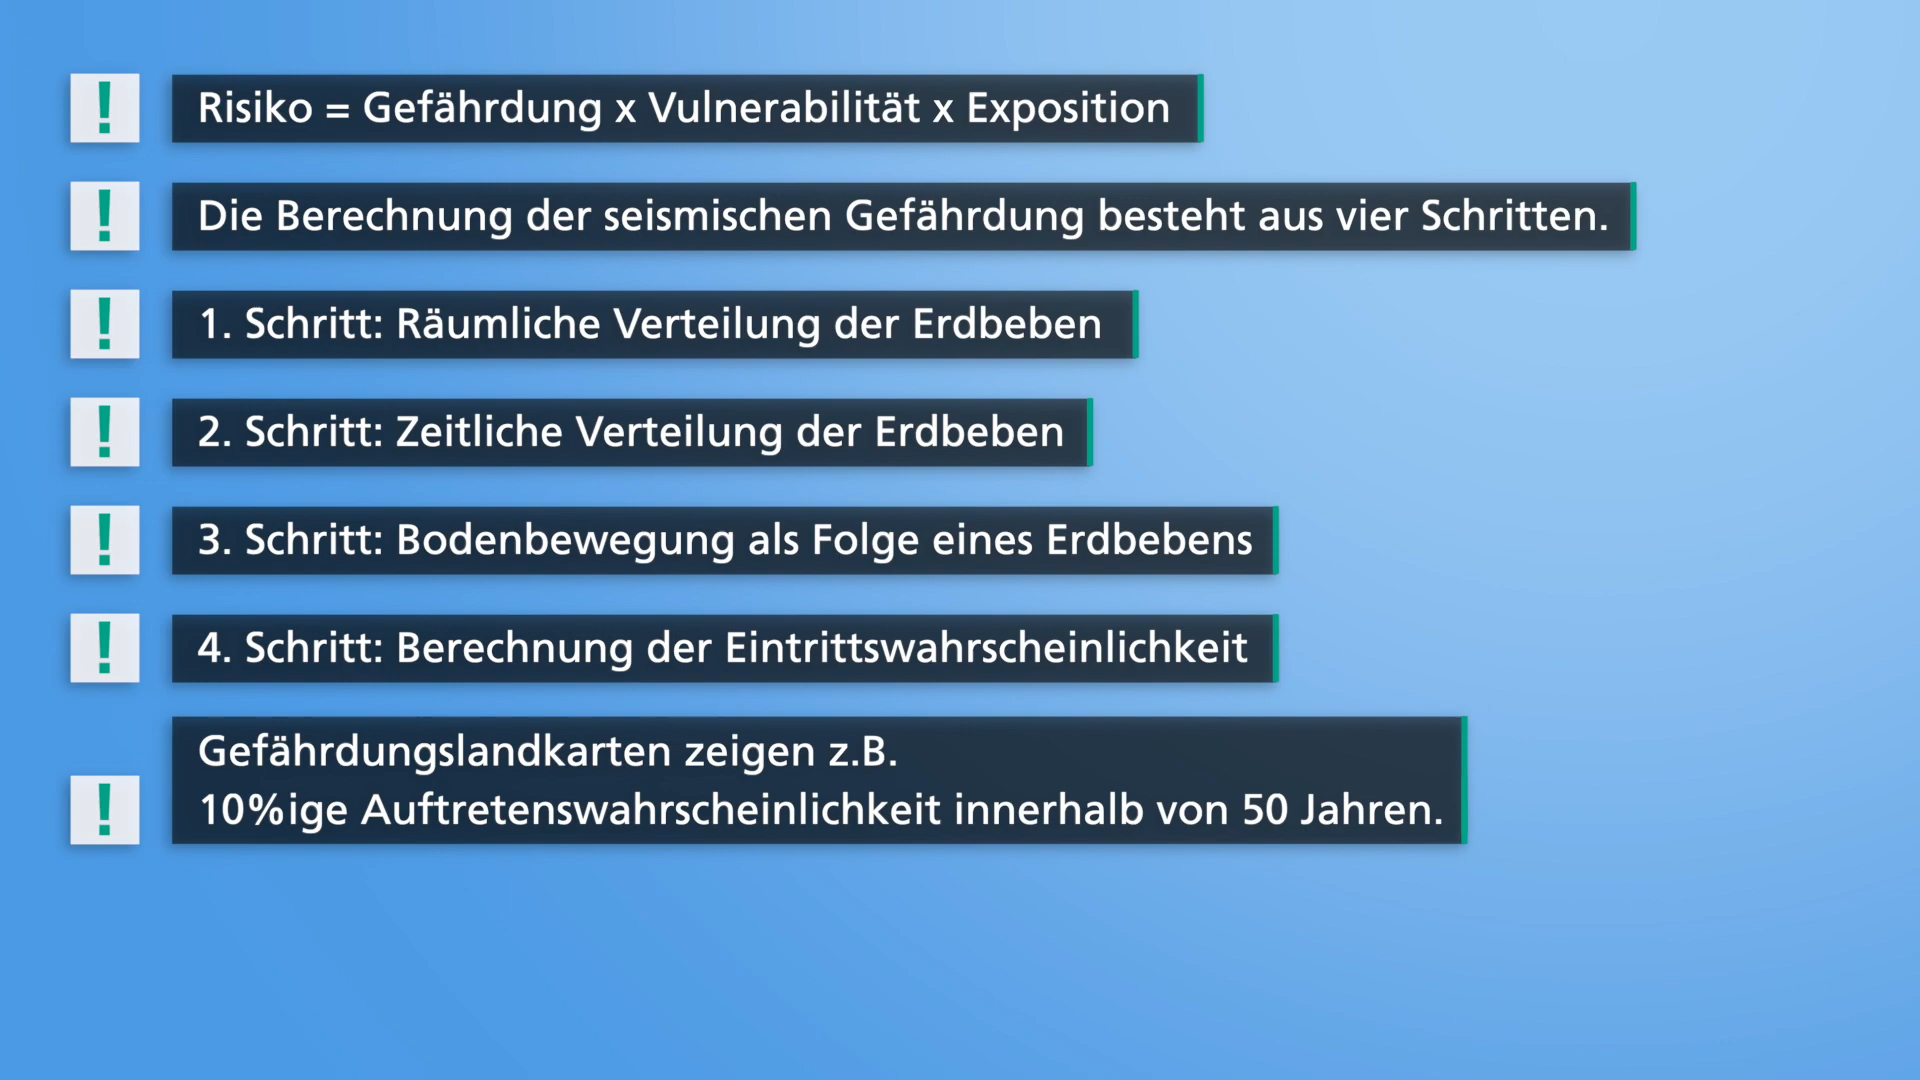 ! Risiko = Gefährdung x Vulnerabilität x Exposition
! Die Berechnung der seismischen Gefährdung besteht aus vier Schritten.
! 1. Schritt: Räumliche Verteilung der Erdbeben
! 2. Schritt: Zeitliche Verteilung der Erdbeben
! 3. Schritt: Bodenbewegung als Folge eines Erdbebens
! 4. Schritt: Berechnung der Eintrittswahrscheinlichkeit
Gefährdungslandkarten zeigen z.B.
! 10%ige Auftretenswahrscheinlichkeit innerhalb von 50 Jahren.